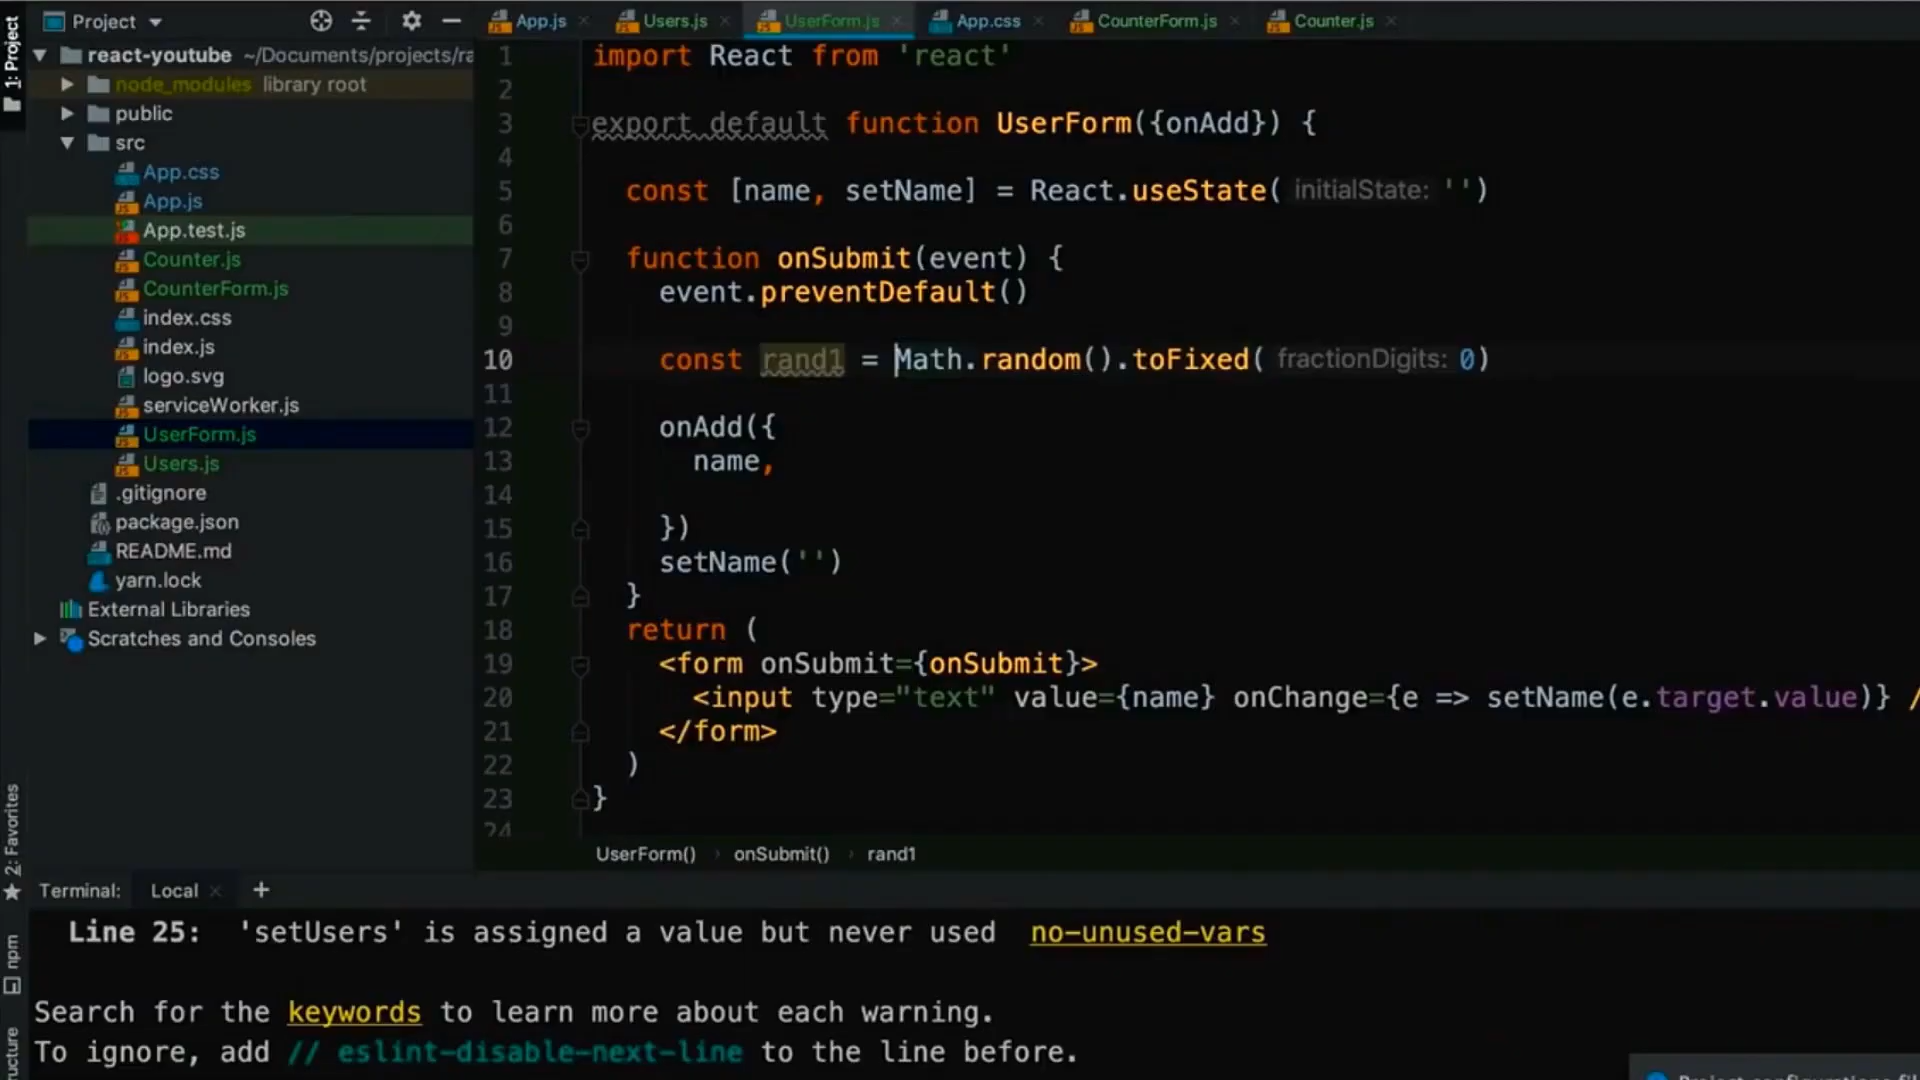 1: Project
Project
react-youtube ~/Documents/projects/ra
node_modules library root
public
src
App.css
App.js
App.test.js
Counter.js
CounterForm.js
index.css
index.js
logo.svg
serviceWorker.js
UserForm.js
Users.js
.gitignore
package.json
README.md
yarn.lock
External Libraries
Scratches and Consoles
2: Favorites
npm
App.js Users.js UserForm.js App.css CounterForm.js Counter.js
1 import React from 'react'
2
3 export default function UserForm({onAdd}) {
4
5 const [name, setName] = React.useState( initialState: '')
6
7 function onSubmit(event) {
8 event.preventDefault()
9
10 const rand1 = Math.random().toFixed( fractionDigits: 0)
11
12 onAdd({
13 name,
14
15 })
16 setName('')
17 }
18 return (
19 <form onSubmit={onSubmit}>
20 <input type="text" value={name} onChange={e => setName(e.target.value)} /
21 </form>
22 )
23 }
24
UserForm() › onSubmit() › rand1
Terminal: Local +
Line 25: 'setUsers' is assigned a value but never used no-unused-vars
Search for the keywords to learn more about each warning.
To ignore, add // eslint-disable-next-line to the line before.